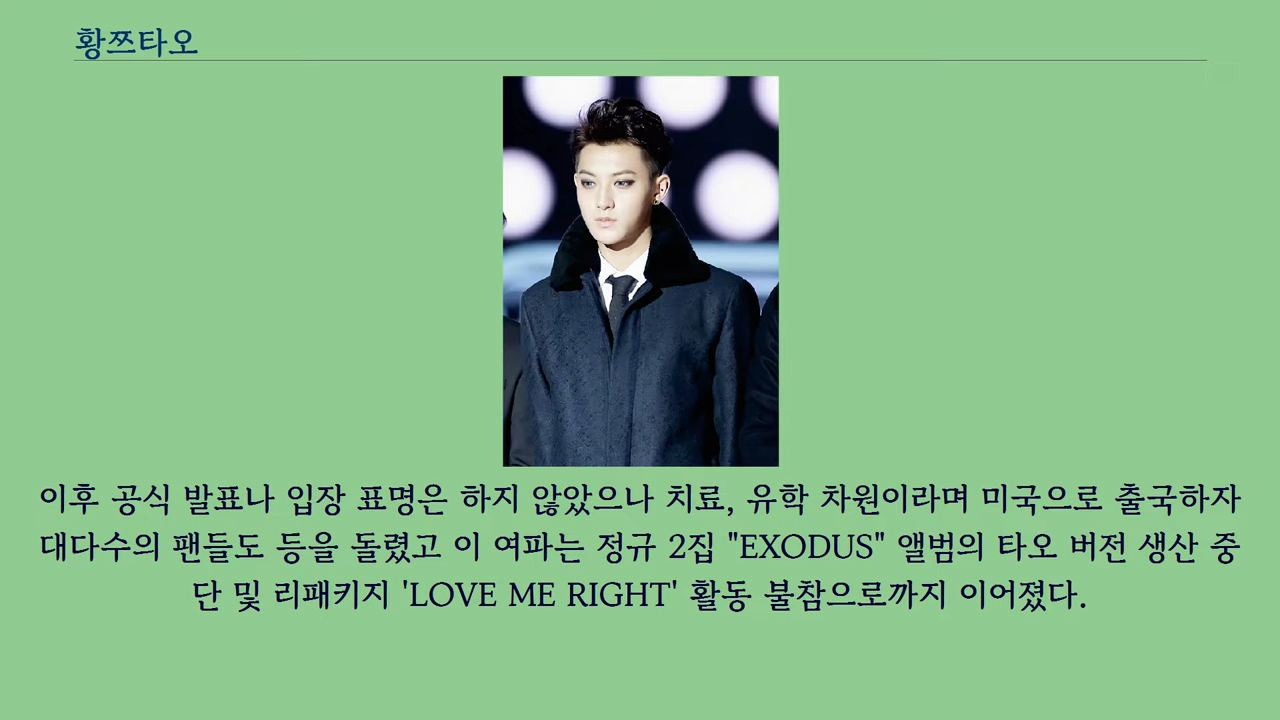 황쯔타오
이후 공식 발표나 입장 표명은 하지 않았으나 치료, 유학 차원이라며 미국으로 출국하자
대다수의 팬들도 등을 돌렸고 이 여파는 정규 2집 "EXODUS" 앨범의 타오 버전 생산 중
단 및 리패키지 'LOVE ME RIGHT' 활동 불참으로까지 이어졌다.